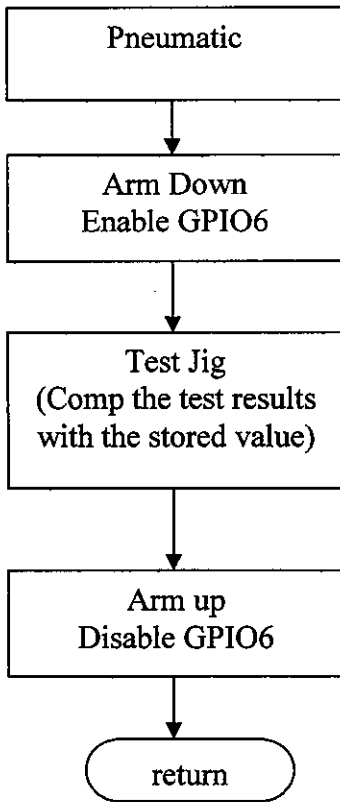 Pneumatic
Arm Down
Enable GPIO6
Test Jig
(Comp the test results
with the stored value)
Arm up
Disable GPIO6
return